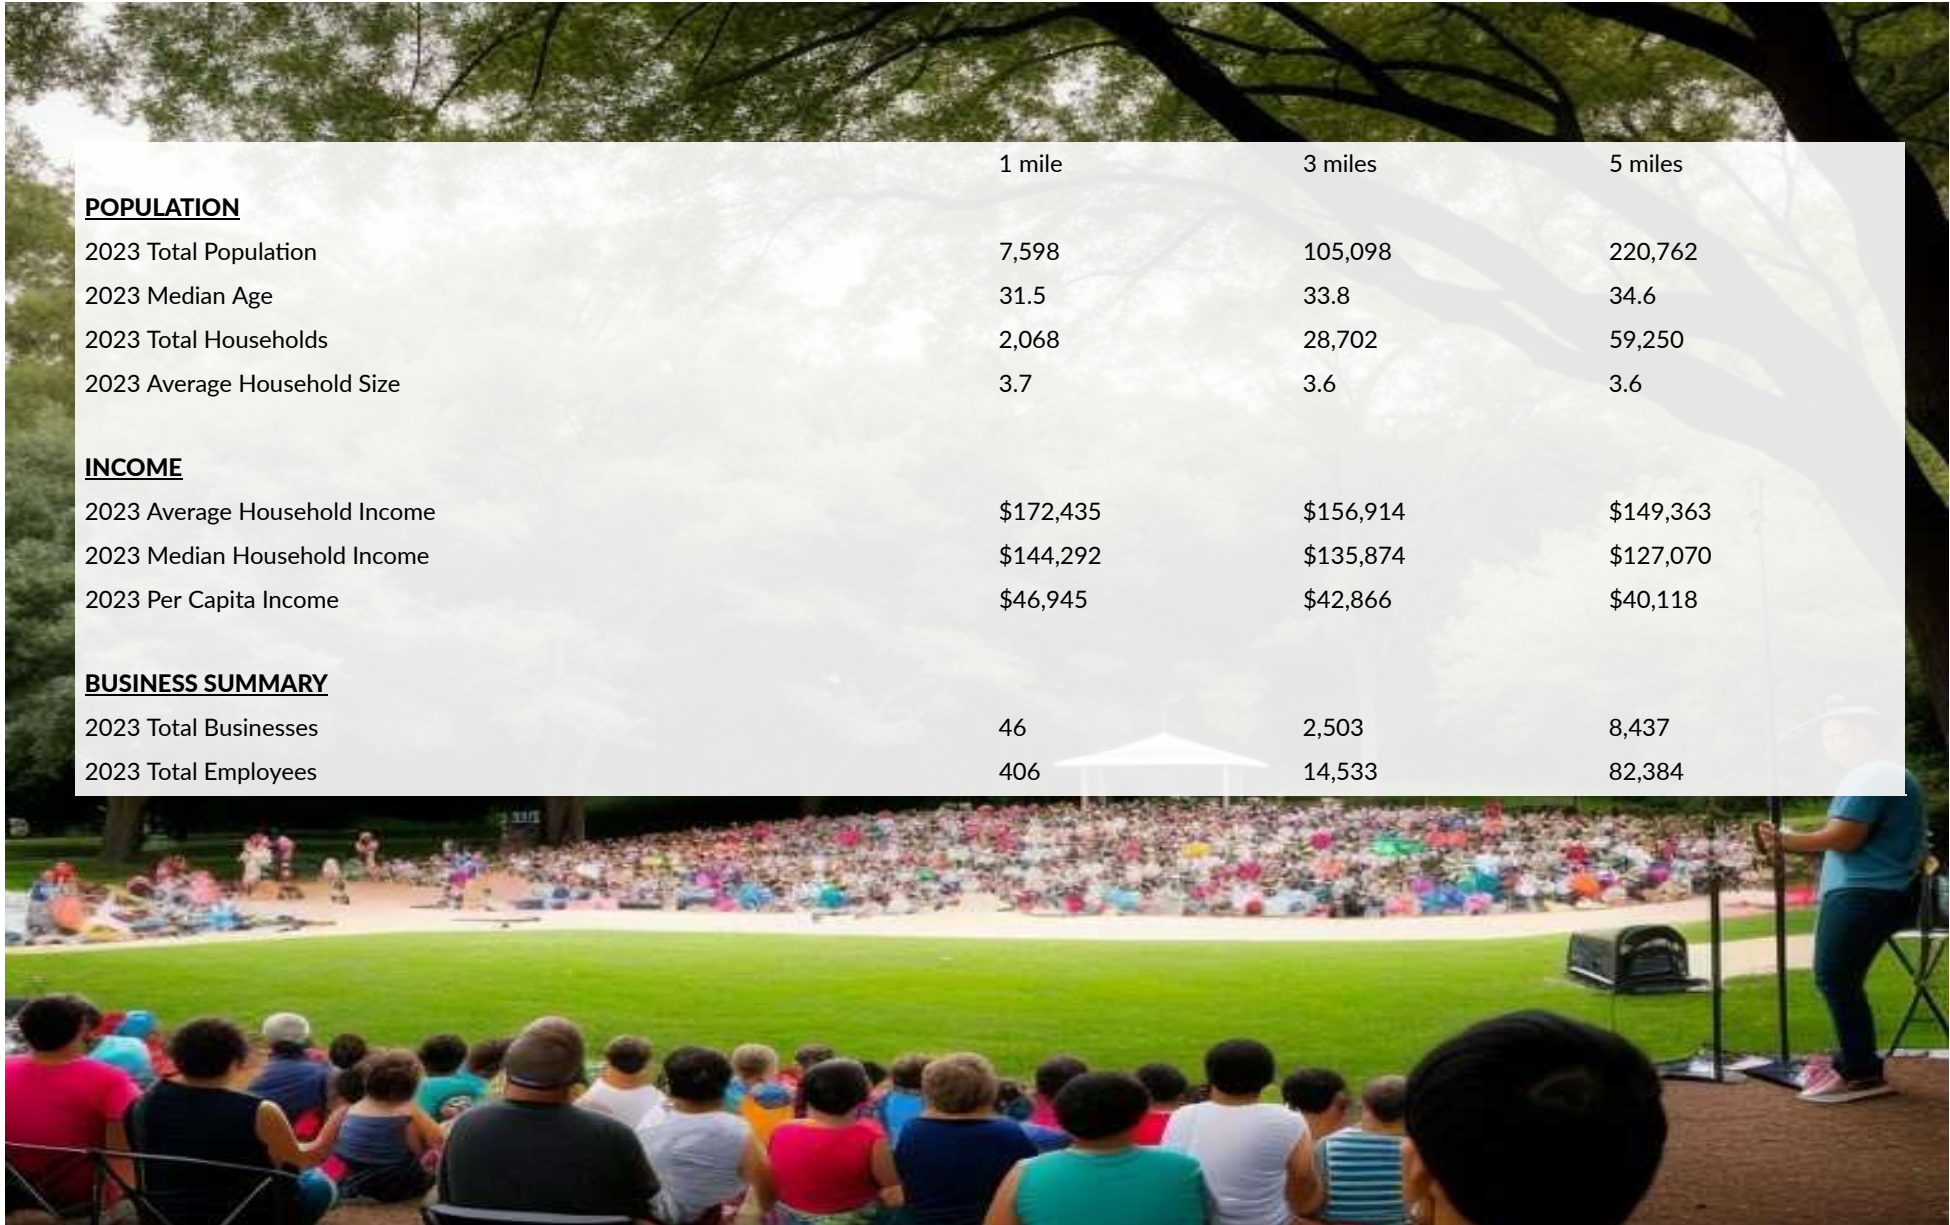 1 mile 3 miles 5 miles
POPULATION
2023 Total Population 7,598 105,098 220,762
2023 Median Age 31.5 33.8 34.6
2023 Total Households 2,068 28,702 59,250
2023 Average Household Size 3.7 3.6 3.6
INCOME
2023 Average Household Income $172,435 $156,914 $149,363
2023 Median Household Income $144,292 $135,874 $127,070
2023 Per Capita Income $46,945 $42,866 $40,118
BUSINESS SUMMARY
2023 Total Businesses 46 2,503 8,437
2023 Total Employees 406 14,533 82,384